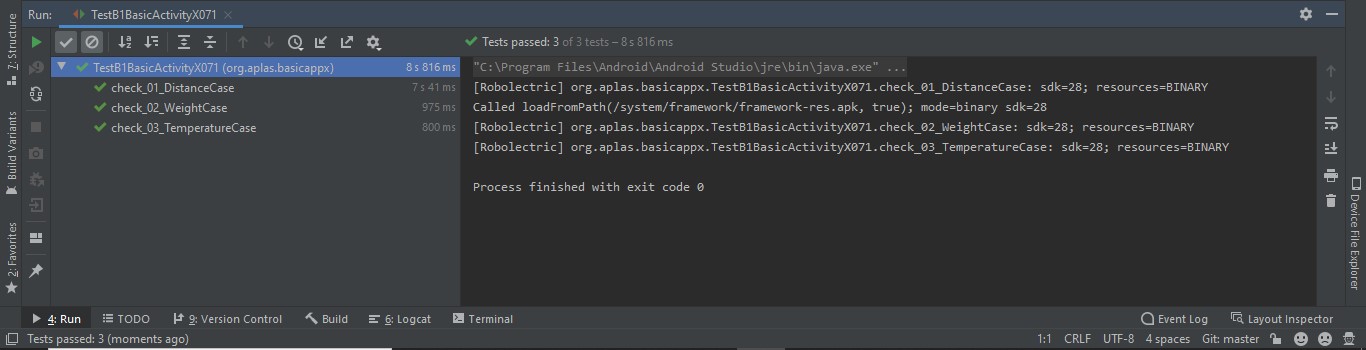 Run: TestB1BasicActivityX071
Tests passed: 3 of 3 tests – 8 s 816 ms
TestB1BasicActivityX071 (org.aplas.basicappx) 8 s 816 ms
check_01_DistanceCase 7 s 41 ms
check_02_WeightCase 975 ms
check_03_TemperatureCase 800 ms
"C:\Program Files\Android\Android Studio\jre\bin\java.exe" ...
[Robolectric] org.aplas.basicappx.TestB1BasicActivityX071.check_01_DistanceCase: sdk=28; resources=BINARY
Called loadFromPath(/system/framework/framework-res.apk, true); mode=binary sdk=28
[Robolectric] org.aplas.basicappx.TestB1BasicActivityX071.check_02_WeightCase: sdk=28; resources=BINARY
[Robolectric] org.aplas.basicappx.TestB1BasicActivityX071.check_03_TemperatureCase: sdk=28; resources=BINARY
Process finished with exit code 0
7: Structure
Build Variants
2: Favorites
Device File Explorer
4: Run TODO 9: Version Control Build 6: Logcat Terminal Event Log Layout Inspector
Tests passed: 3 (moments ago) 1:1 CRLF UTF-8 4 spaces Git: master